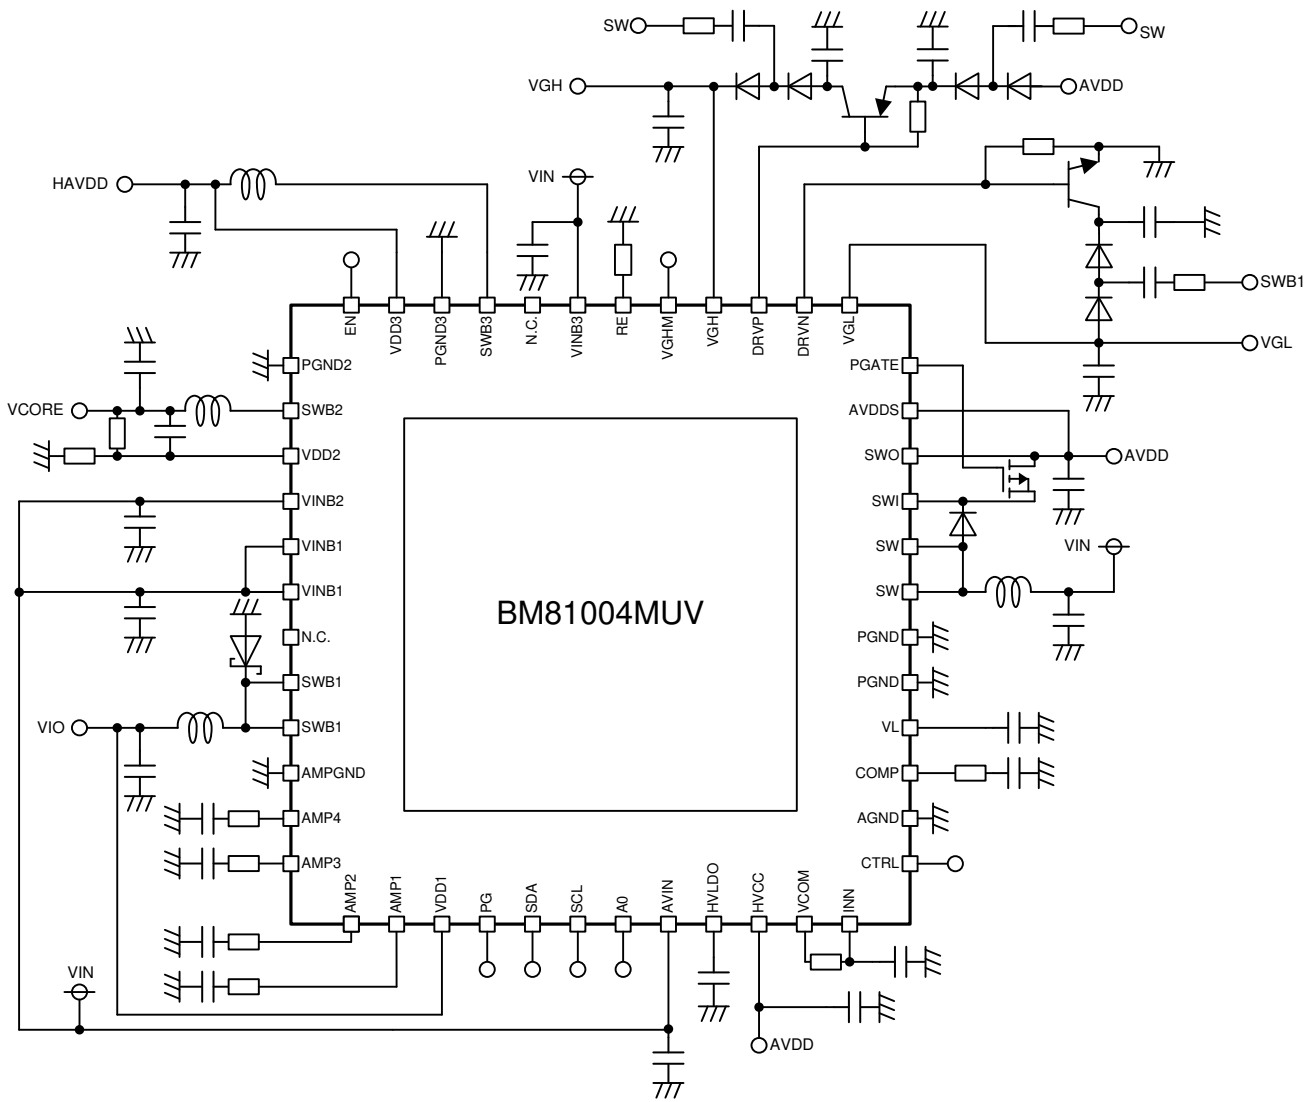 SW
SW
VGH
AVDD
HAVDD
VIN
SWB1
VGL
EN
VDD3
PGND3
SWB3
N.C.
VINB3
RE
VGHM
VGH
DRVP
DRVN
VGL
PGND2
PGATE
VCORE
SWB2
AVDDS
VDD2
SWO
AVDD
VINB2
SWI
VINB1
SW
VIN
VINB1
SW
BM81004MUV
N.C.
PGND
SWB1
PGND
VIO
SWB1
VL
AMPGND
COMP
AMP4
AGND
AMP3
CTRL
AMP2
AMP1
VDD1
PG
SDA
SCL
A0
AVIN
HVLDO
HVCC
VCOM
INN
VIN
AVDD